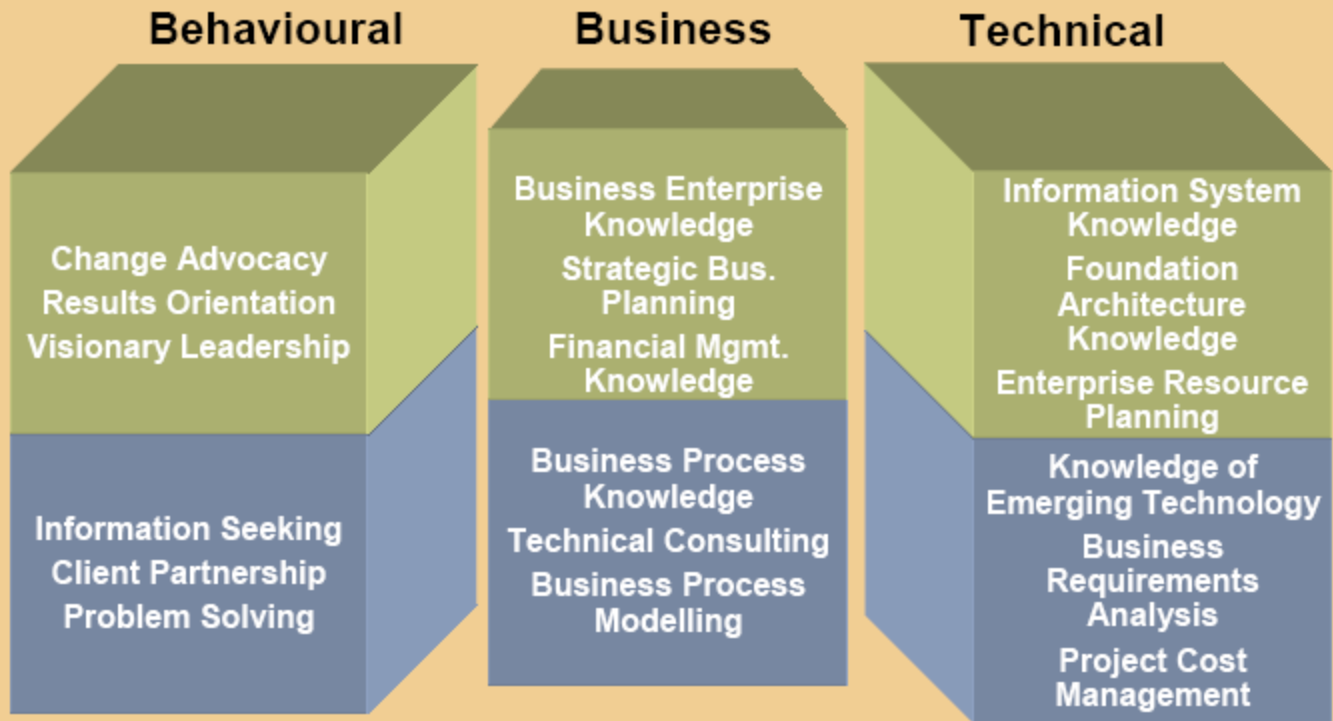 Behavioural
Change Advocacy
Results Orientation
Visionary Leadership
Information Seeking
Client Partnership
Problem Solving
Business
Business Enterprise
Knowledge
Strategic Bus.
Planning
Financial Mgmt.
Knowledge
Business Process
Knowledge
Technical Consulting
Business Process
Modelling
Technical
Information System
Knowledge
Foundation
Architecture
Knowledge
Enterprise Resource
Planning
Knowledge of
Emerging Technology
Business
Requirements
Analysis
Project Cost
Management